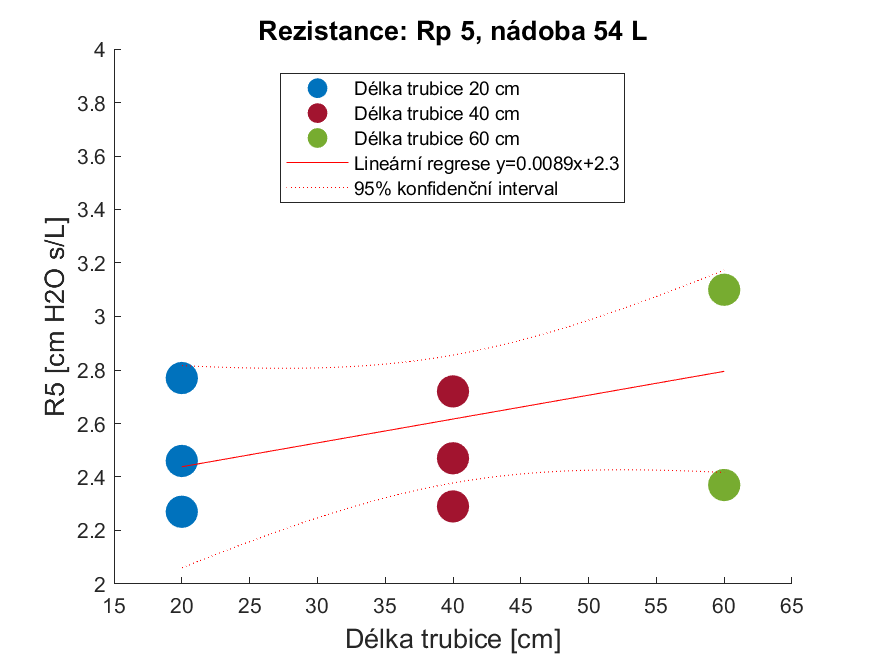 Rezistance: Rp 5, nádoba 54 L
Délka trubice 20 cm
Délka trubice 40 cm
Délka trubice 60 cm
Lineární regrese y=0.0089x+2.3
95% konfidenční interval
R5 [cm H2O s/L]
4
3.8
3.6
3.4
3.2
3
2.8
2.6
2.4
2.2
2
15 20 25 30 35 40 45 50 55 60 65
Délka trubice [cm]